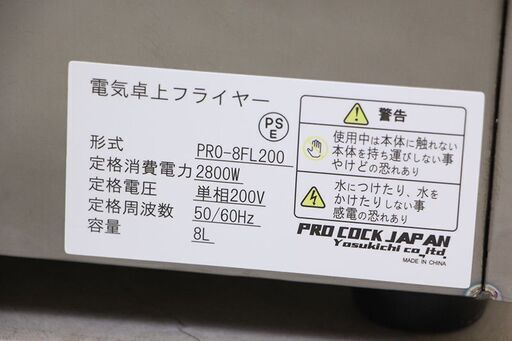 電気卓上フライヤー
PS
E
形式 PRO-8FL200
定格消費電力 2800W
定格電圧 単相200V
定格周波数 50/60Hz
容量 8L
警告
使用中は本体に触れない
本体を持ち運びしない事
やけどの恐れあり
水につけたり、水を
かけたりしない事
感電の恐れあり
PRO COCK JAPAN
Yasukichi co,ltd.
MADE IN CHINA